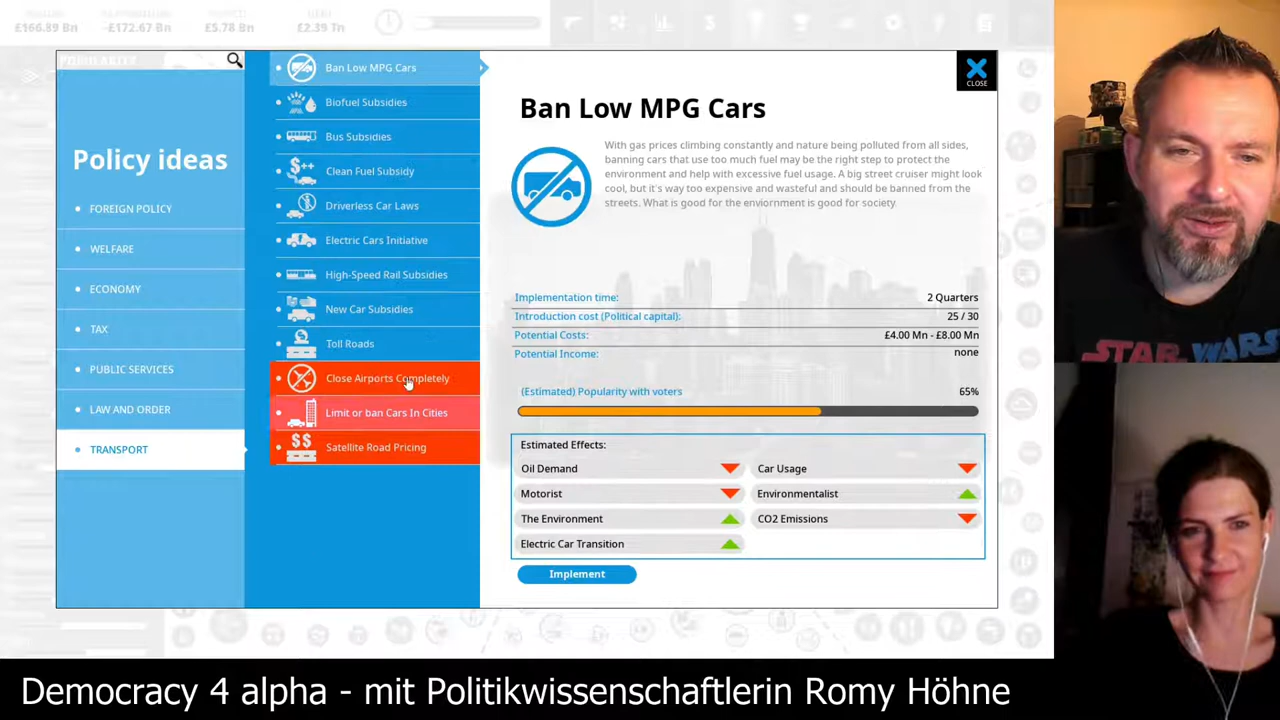 £166.89 Bn
-£172.67 Bn
£5.78 Bn
£2.39 Tn
Policy ideas
FOREIGN POLICY
WELFARE
ECONOMY
TAX
PUBLIC SERVICES
LAW AND ORDER
TRANSPORT
Ban Low MPG Cars
Biofuel Subsidies
Bus Subsidies
Clean Fuel Subsidy
Driverless Car Laws
Electric Cars Initiative
High-Speed Rail Subsidies
New Car Subsidies
Toll Roads
Close Airports Completely
Limit or ban Cars In Cities
Satellite Road Pricing
CLOSE
Ban Low MPG Cars
With gas prices climbing constantly and nature being polluted from all sides,
banning cars that use too much fuel may be the right step to protect the
environment and help with excessive fuel usage. A big street cruiser might look
cool, but it's way too expensive and wasteful and should be banned from the
streets. What is good for the enviornment is good for society
Implementation time: 2 Quarters
Introduction cost (Political capital): 25 / 30
Potential Costs: £4.00 Mn - £8.00 Mn
Potential Income: none
(Estimated) Popularity with voters 65%
Estimated Effects:
Oil Demand Car Usage
Motorist Environmentalist
The Environment CO2 Emissions
Electric Car Transition
Implement
STAR WARS
Democracy 4 alpha - mit Politikwissenschaftlerin Romy Höhne